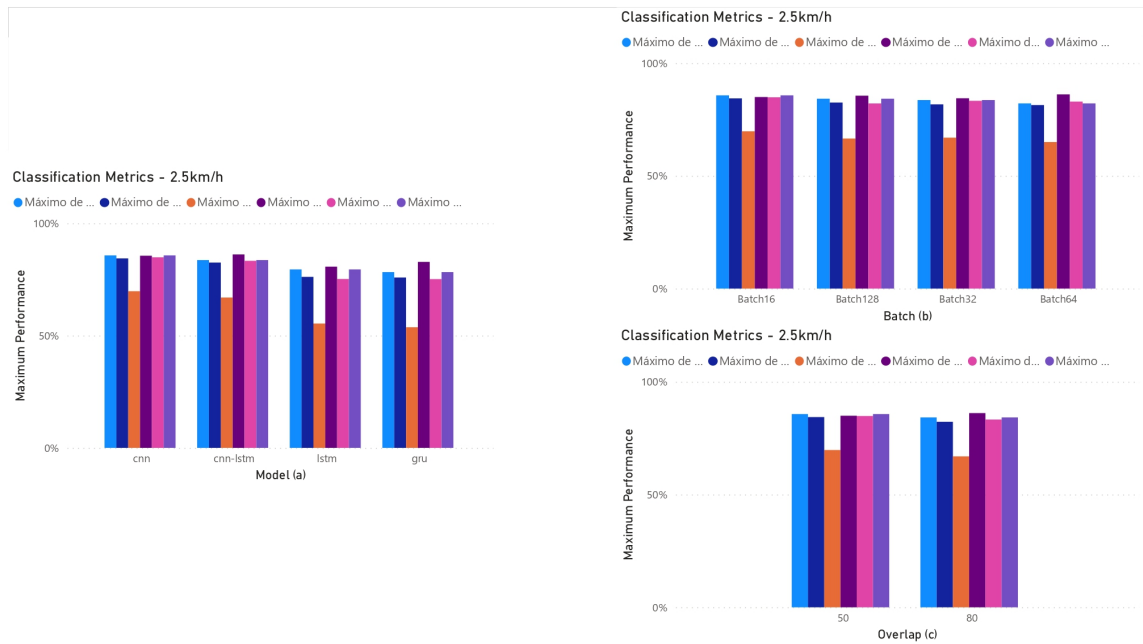 Classification Metrics - 2.5km/h
Máximo de ... Máximo de ... Máximo de ... Máximo ... Máximo ... Máximo ...
100%
50%
0%
Maximum Performance
cnn cnn-lstm lstm gru
Model (a)
Classification Metrics - 2.5km/h
Máximo de ... Máximo de ... Máximo ... Máximo de ... Máximo d... Máximo ...
100%
50%
0%
Maximum Performance
Batch16 Batch128 Batch32 Batch64
Batch (b)
Classification Metrics - 2.5km/h
Máximo de ... Máximo de ... Máximo de ... Máximo de ... Máximo d... Máximo ...
100%
50%
0%
Maximum Performance
50 80
Overlap (c)